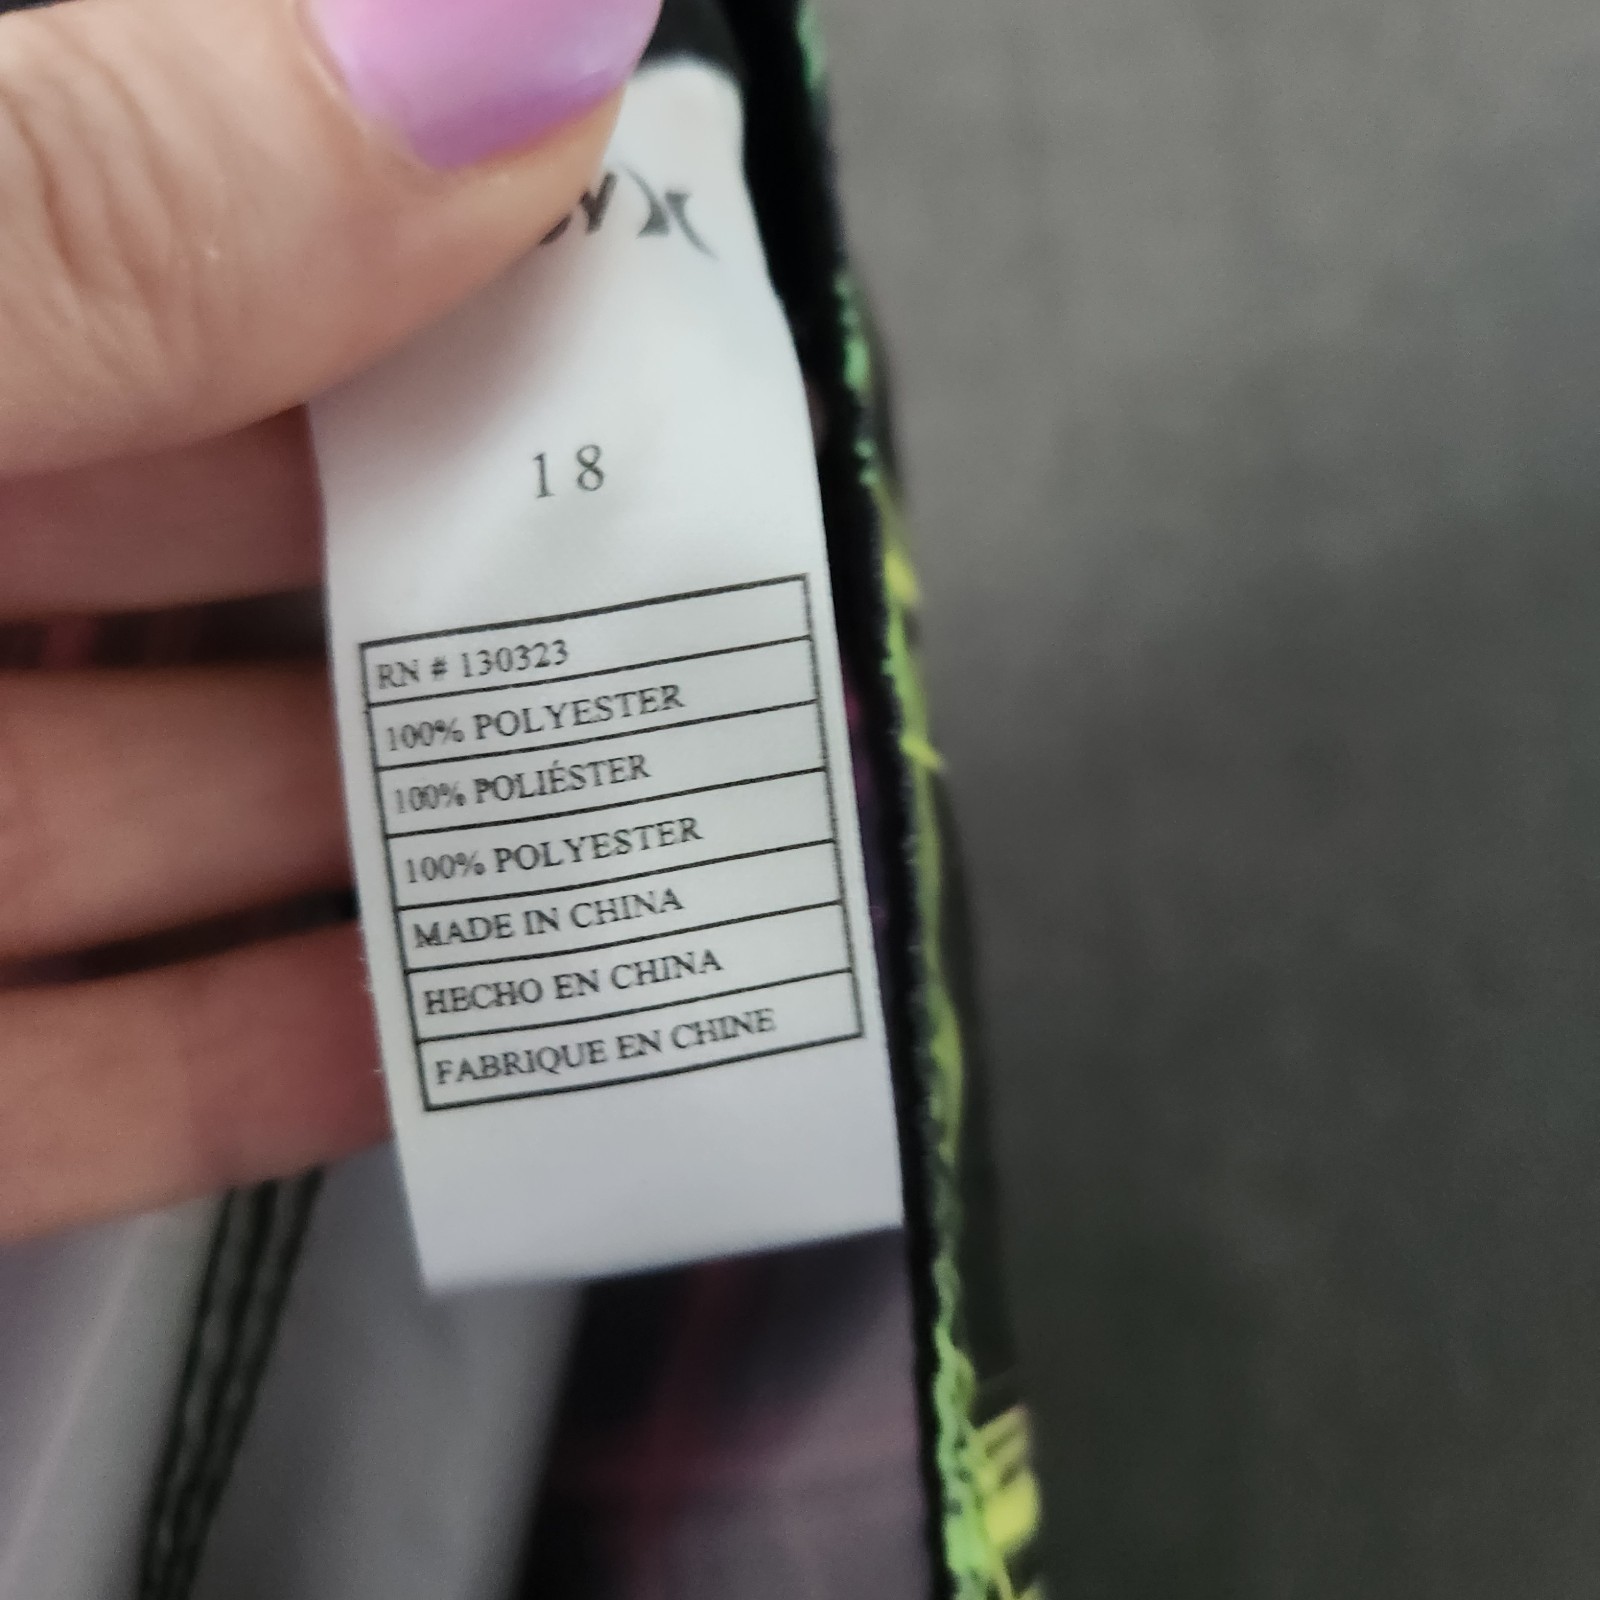 18
RN # 130323
100% POLYESTER
100% POLIÉSTER
100% POLYESTER
MADE IN CHINA
HECHO EN CHINA
FABRIQUE EN CHINE